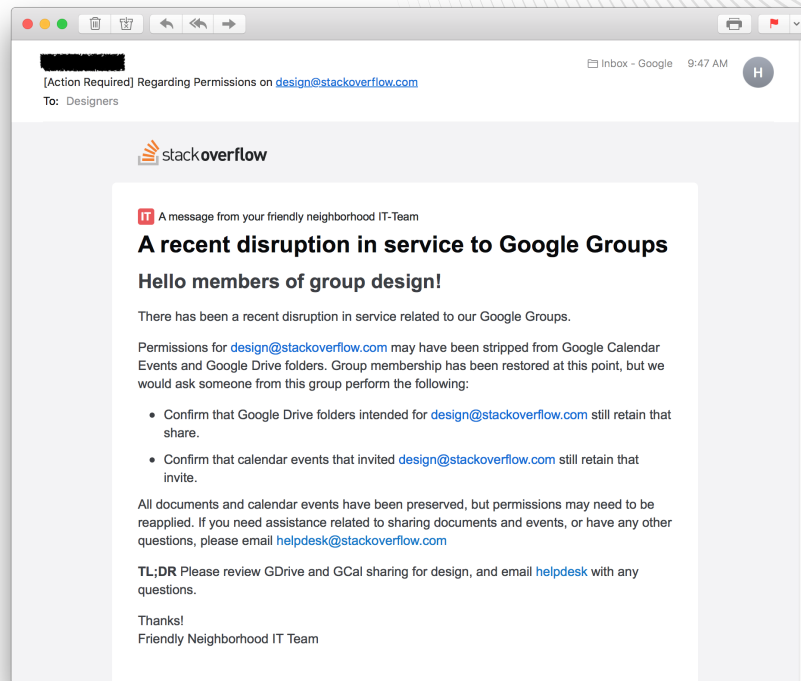 Inbox - Google 9:47 AM
H
[Action Required] Regarding Permissions on design@stackoverflow.com
To: Designers
stackoverflow
IT A message from your friendly neighborhood IT-Team
A recent disruption in service to Google Groups
Hello members of group design!
There has been a recent disruption in service related to our Google Groups.
Permissions for design@stackoverflow.com may have been stripped from Google Calendar
Events and Google Drive folders. Group membership has been restored at this point, but we
would ask someone from this group perform the following:
• Confirm that Google Drive folders intended for design@stackoverflow.com still retain that
share.
• Confirm that calendar events that invited design@stackoverflow.com still retain that
invite.
All documents and calendar events have been preserved, but permissions may need to be
reapplied. If you need assistance related to sharing documents and events, or have any other
questions, please email helpdesk@stackoverflow.com
TL;DR Please review GDrive and GCal sharing for design, and email helpdesk with any
questions.
Thanks!
Friendly Neighborhood IT Team